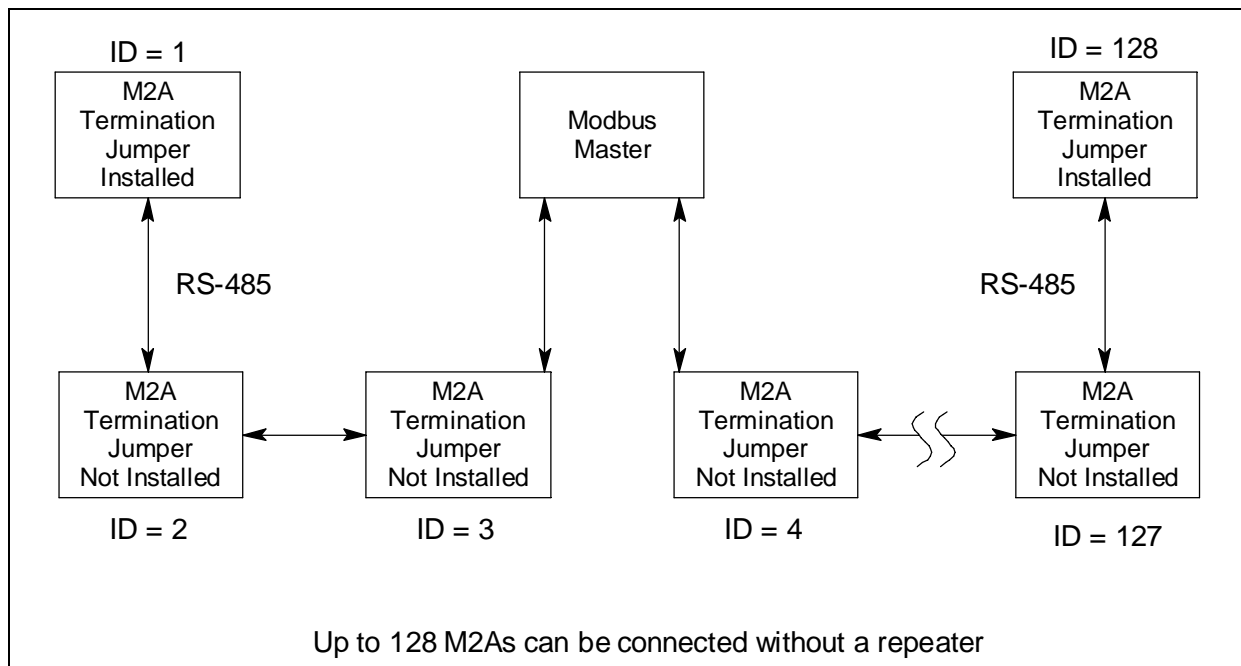 ID = 1
M2A
Termination
Jumper
Installed
Modbus
Master
ID = 128
M2A
Termination
Jumper
Installed
RS-485
RS-485
M2A
Termination
Jumper
Not Installed
ID = 2
M2A
Termination
Jumper
Not Installed
ID = 3
M2A
Termination
Jumper
Not Installed
ID = 4
M2A
Termination
Jumper
Not Installed
ID = 127
Up to 128 M2As can be connected without a repeater